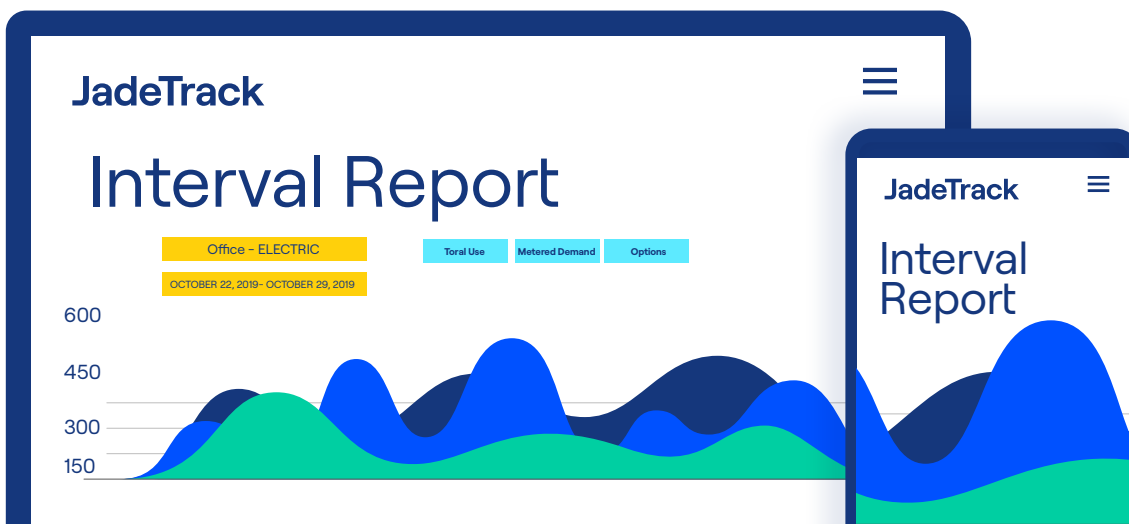 JadeTrack
Interval Report
Office - ELECTRIC
Toral Use
Metered Demand
Options
OCTOBER 22, 2019- OCTOBER 29, 2019
600
450
300
150
JadeTrack
Interval
Report